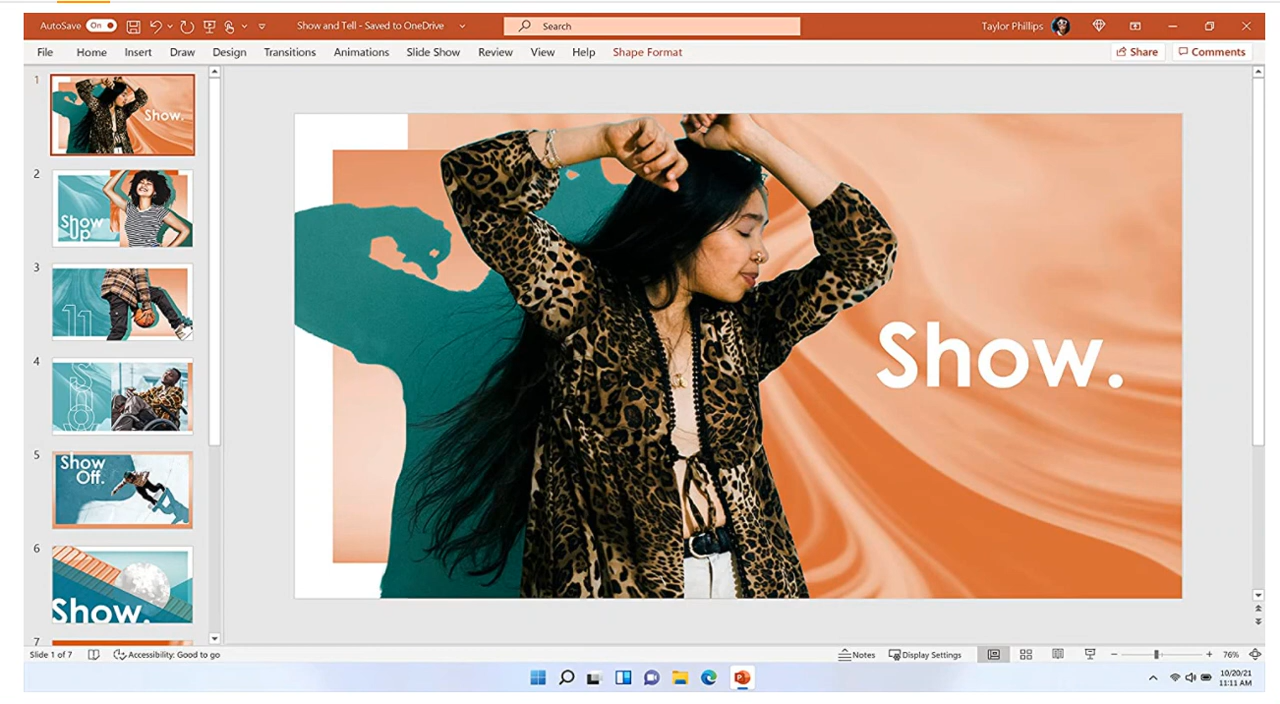 AutoSave On Show and Tell - Saved to OneDrive Search Taylor Phillips
File Home Insert Draw Design Transitions Animations Slide Show Review View Help Shape Format Share Comments
1
Show.
2
Show
Up
3
11
4
5
Show
Off.
6
Show.
7
Show.
Slide 1 of 7 Accessibility: Good to go Notes Display Settings 76%
10/20/21
11:11 AM